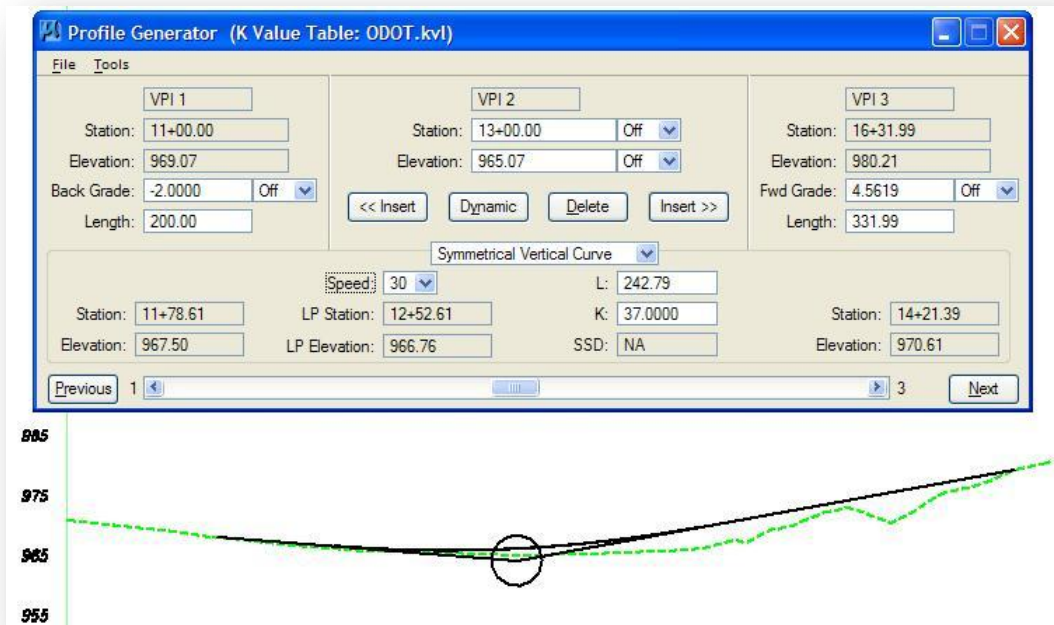 Profile Generator (K Value Table: ODOT.kvl)
File Tools
VPI 1 VPI 2 VPI 3
Station: 11+00.00 Station: 13+00.00 Off Station: 16+31.99
Elevation: 969.07 Elevation: 965.07 Off Elevation: 980.21
Back Grade: -2.0000 Off << Insert Dynamic Delete Insert >> Fwd Grade: 4.5619 Off
Length: 200.00 Length: 331.99
Symmetrical Vertical Curve
Speed: 30 L: 242.79
Station: 11+78.61 LP Station: 12+52.61 K: 37.0000 Station: 14+21.39
Elevation: 967.50 LP Elevation: 966.76 SSD: NA Elevation: 970.61
Previous 1 3 Next
985
975
965
955